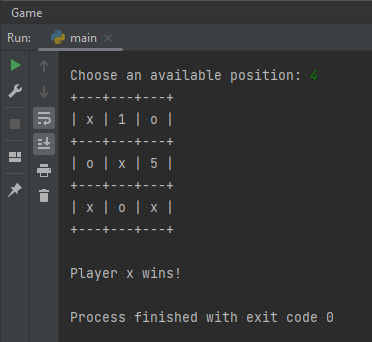 Game
Run: main ×
Choose an available position: 4
+---+---+---+
| x | 1 | o |
+---+---+---+
| o | x | 5 |
+---+---+---+
| x | o | x |
+---+---+---+
Player x wins!
Process finished with exit code 0